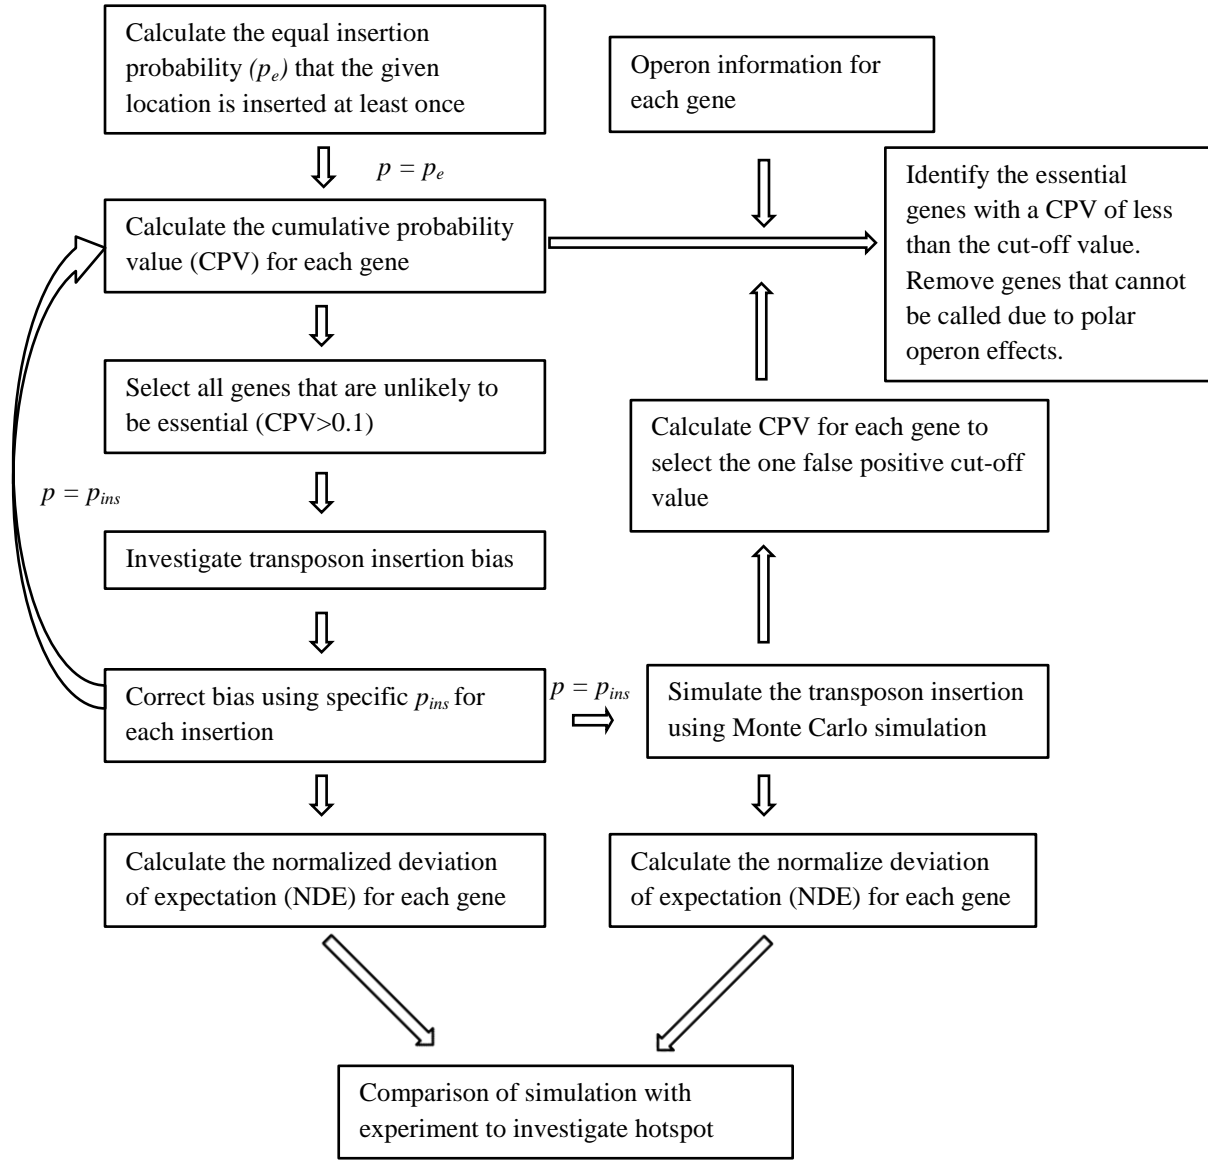 Calculate the equal insertion
probability (pₑ) that the given
location is inserted at least once
Operon information for
each gene
p = pₑ
Identify the essential
genes with a CPV of less
than the cut-off value.
Remove genes that cannot
be called due to polar
operon effects.
Calculate the cumulative probability
value (CPV) for each gene
Select all genes that are unlikely to
be essential (CPV>0.1)
Calculate CPV for each gene to
select the one false positive cut-off
value
p = pᵢₙₛ
Investigate transposon insertion bias
Correct bias using specific pᵢₙₛ for
each insertion
p = pᵢₙₛ
Simulate the transposon insertion
using Monte Carlo simulation
Calculate the normalized deviation
of expectation (NDE) for each gene
Calculate the normalize deviation
of expectation (NDE) for each gene
Comparison of simulation with
experiment to investigate hotspot